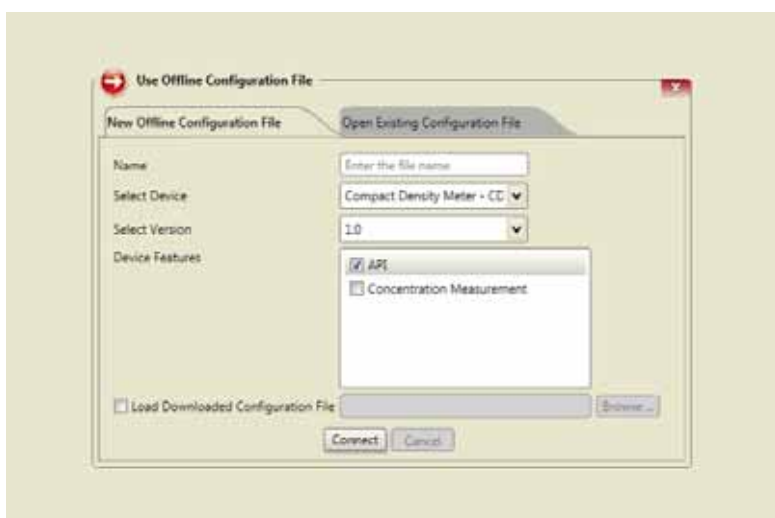 Use Offline Configuration File
New Offline Configuration File
Open Existing Configuration File
Name
Enter the file name
Select Device
Compact Density Meter - CD
Select Version
1.0
Device Features
API
Concentration Measurement
Load Downloaded Configuration File
Browse ...
Connect
Cancel